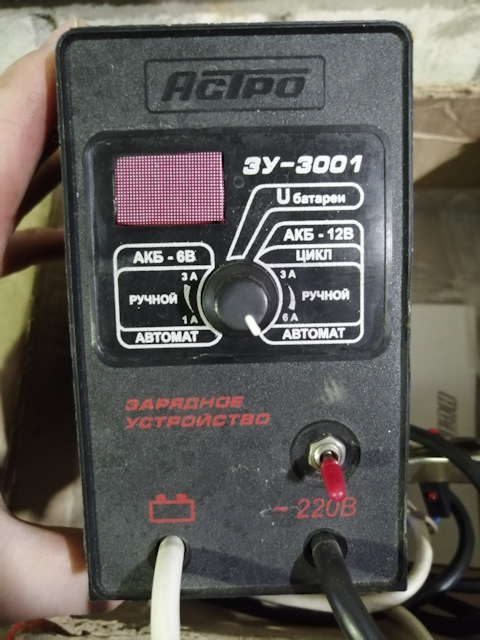 АсТро
ЗУ-3001
U батареи
АКБ - 6В
АКБ - 12В
ЦИКЛ
3 А
3 А
РУЧНОЙ
РУЧНОЙ
1 А
6 А
АВТОМАТ
АВТОМАТ
ЗАРЯДНОЕ
УСТРОЙСТВО
~ 220В